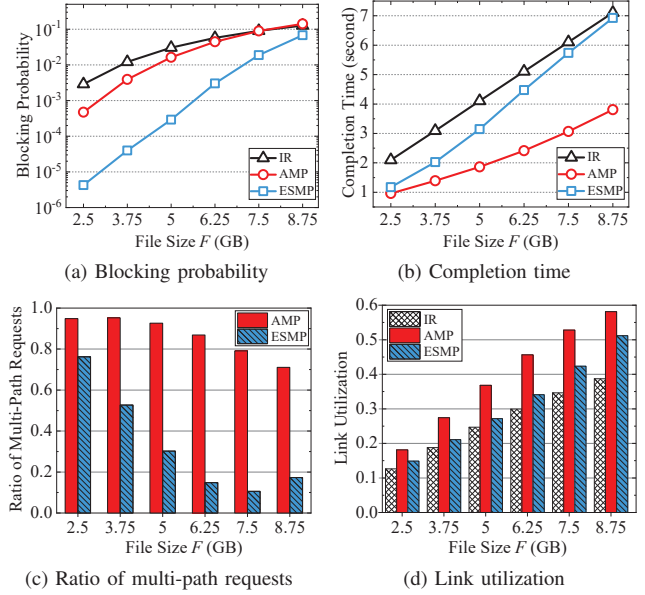 Blocking Probability
10^-1
10^-2
10^-3
10^-4
10^-5
10^-6
IR
AMP
ESMP
2.5 3.75 5 6.25 7.5 8.75
File Size F (GB)
(a) Blocking probability
Completion Time (second)
7
6
5
4
3
2
1
IR
AMP
ESMP
2.5 3.75 5 6.25 7.5 8.75
File Size F (GB)
(b) Completion time
Ratio of Multi-Path Requests
1.0
0.8
0.6
0.4
0.2
0.0
AMP
ESMP
2.5 3.75 5 6.25 7.5 8.75
File Size F (GB)
(c) Ratio of multi-path requests
Link Utilization
0.6
0.5
0.4
0.3
0.2
0.1
0.0
IR
AMP
ESMP
2.5 3.75 5 6.25 7.5 8.75
File Size F (GB)
(d) Link utilization